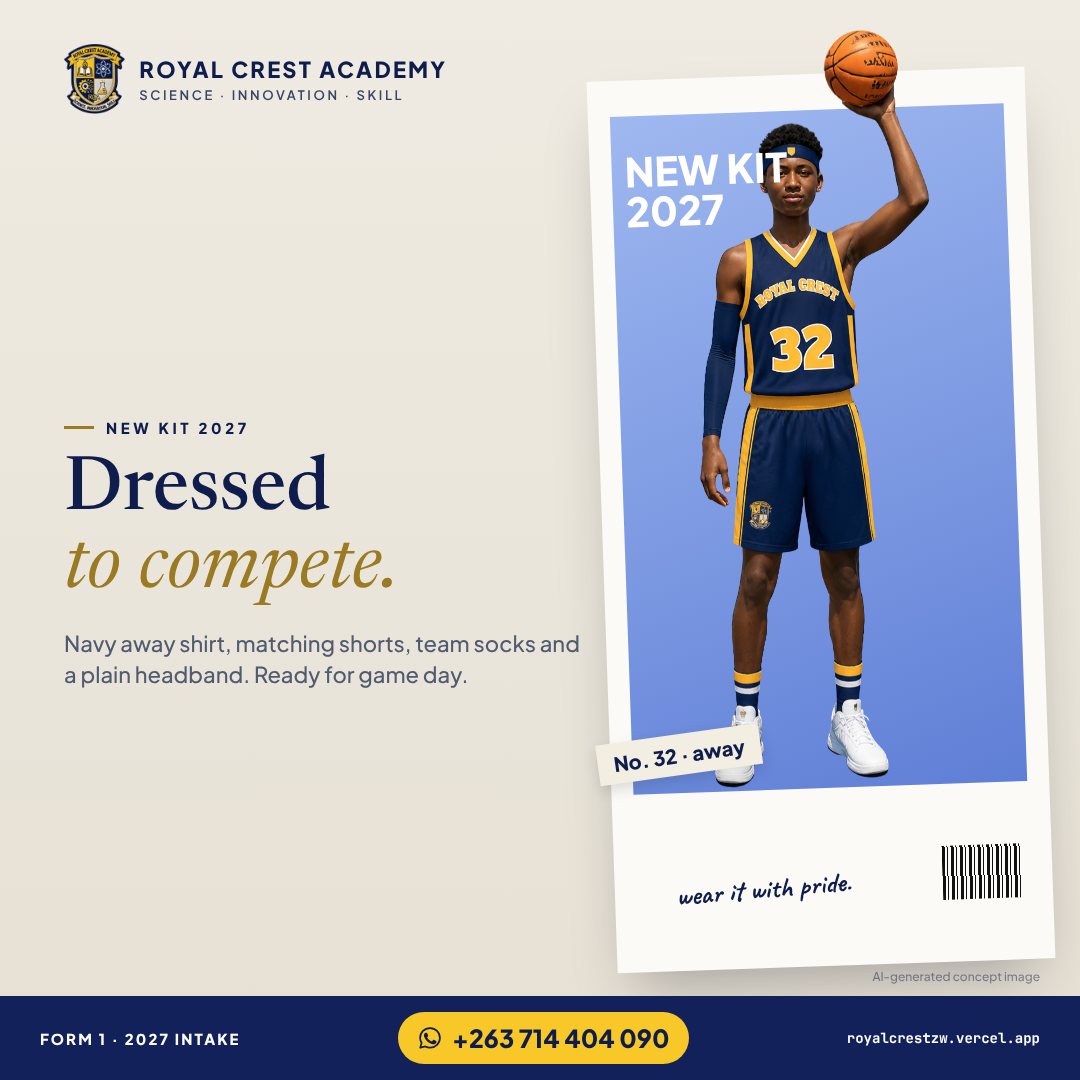 ROYAL CREST ACADEMY
SCIENCE · INNOVATION · SKILL
NEW KIT
2027
ROYAL CREST
32
NEW KIT 2027
Dressed
to compete.
Navy away shirt, matching shorts, team socks and
a plain headband. Ready for game day.
No. 32 · away
wear it with pride.
AI-generated concept image
FORM 1 · 2027 INTAKE
+263 714 404 090
royalcrestzw.vercel.app